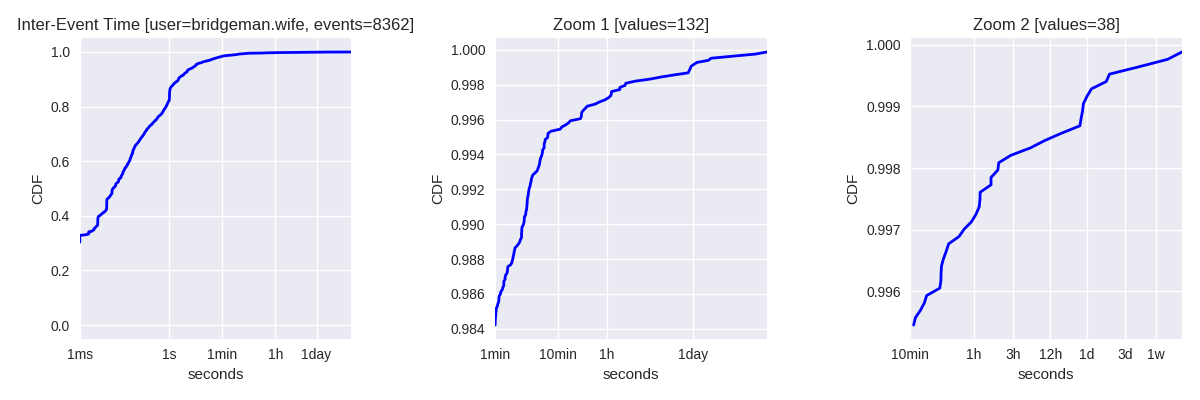 Inter-Event Time [user=bridgeman.wife, events=8362]
CDF
1.0
0.8
0.6
0.4
0.2
0.0
1ms 1s 1min 1h 1day
seconds
Zoom 1 [values=132]
CDF
1.000
0.998
0.996
0.994
0.992
0.990
0.988
0.986
0.984
1min 10min 1h 1day
seconds
Zoom 2 [values=38]
CDF
1.000
0.999
0.998
0.997
0.996
10min 1h 3h 12h 1d 3d 1w
seconds